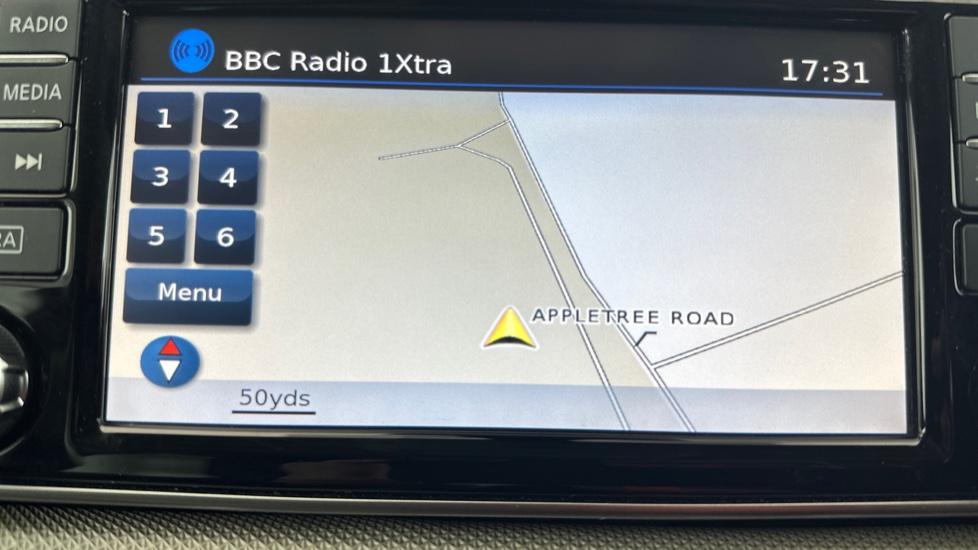 RADIO
MEDIA
BBC Radio 1Xtra
17:31
1 2
3 4
5 6
Menu
APPLETREE ROAD
50yds